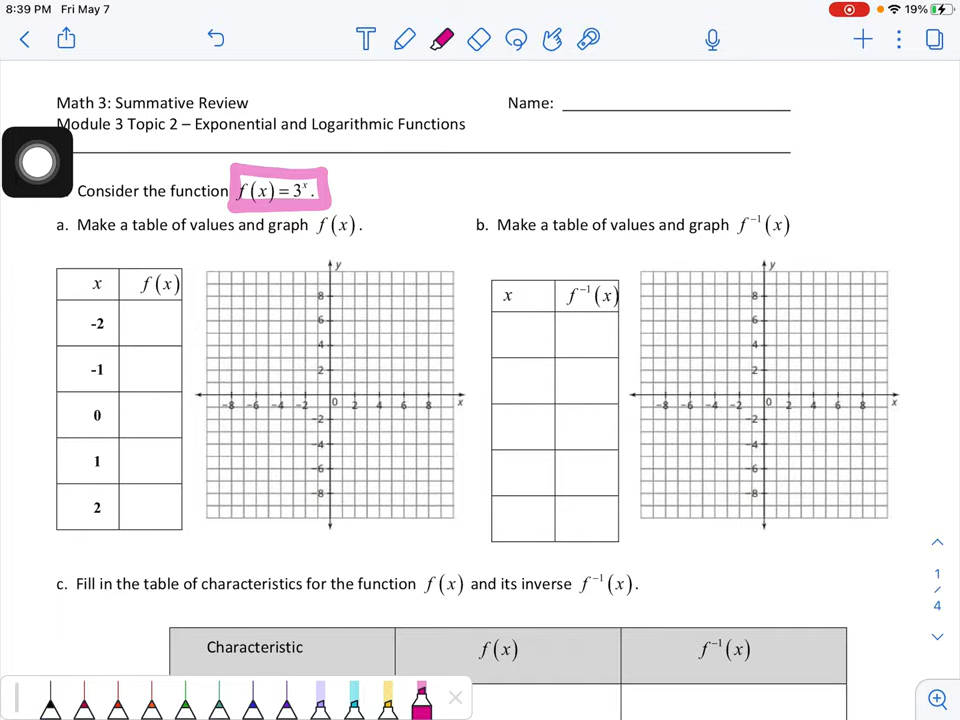 8:39 PM Fri May 7
19%
Math 3: Summative Review
Name:
Module 3 Topic 2 – Exponential and Logarithmic Functions
Consider the function f(x) = 3ˣ.
a. Make a table of values and graph f(x).
b. Make a table of values and graph f⁻¹(x)
x f(x)
-2
-1
0
1
2
y
8
6
4
2
-8 -6 -4 -2 0 2 4 6 8 x
-2
-4
-6
-8
x f⁻¹(x)
y
8
6
4
2
-8 -6 -4 -2 0 2 4 6 8 x
-2
-4
-6
-8
c. Fill in the table of characteristics for the function f(x) and its inverse f⁻¹(x).
Characteristic f(x) f⁻¹(x)
1
/
4